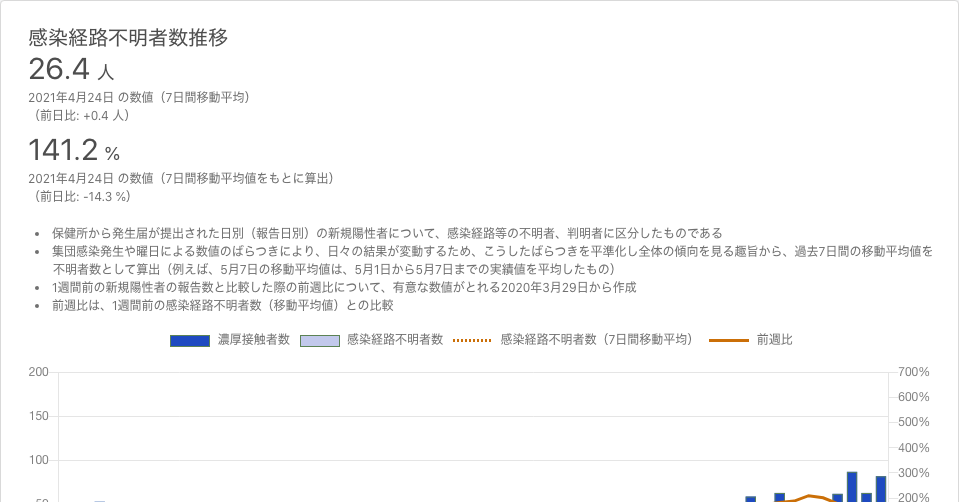 感染経路不明者数推移
26.4 人
2021年4月24日 の数値（7日間移動平均）
（前日比: +0.4 人）
141.2 %
2021年4月24日 の数値（7日間移動平均値をもとに算出）
（前日比: -14.3 %）
• 保健所から発生届が提出された日別（報告日別）の新規陽性者について、感染経路等の不明者、判明者に区分したものである
• 集団感染発生や曜日による数値のばらつきにより、日々の結果が変動するため、こうしたばらつきを平準化し全体の傾向を見る趣旨から、過去7日間の移動平均値を
不明者数として算出（例えば、5月7日の移動平均値は、5月1日から5月7日までの実績値を平均したもの）
• 1週間前の新規陽性者の報告数と比較した際の前週比について、有意な数値がとれる2020年3月29日から作成
• 前週比は、1週間前の感染経路不明者数（移動平均値）との比較
濃厚接触者数 感染経路不明者数 感染経路不明者数（7日間移動平均） 前週比
200 700%
600%
150 500%
400%
100 300%
50 200%